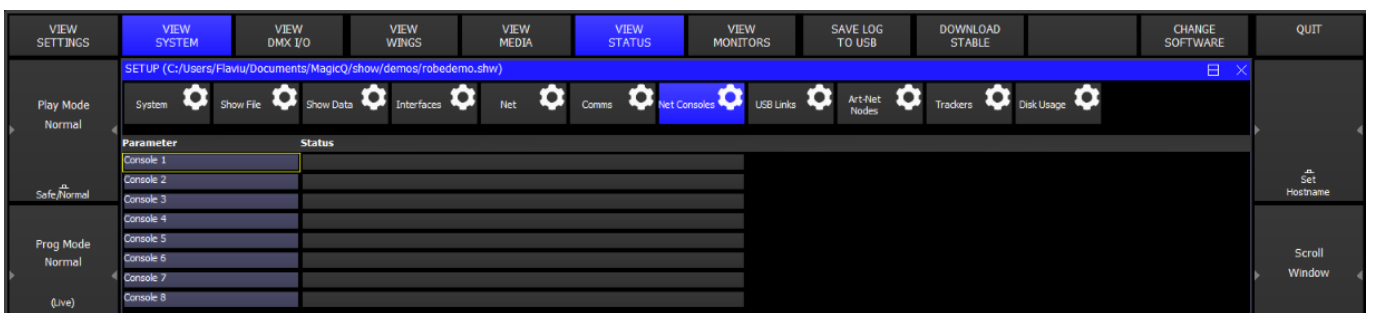 VIEW SETTINGS
VIEW SYSTEM
VIEW DMX I/O
VIEW WINGS
VIEW MEDIA
VIEW STATUS
VIEW MONITORS
SAVE LOG TO USB
DOWNLOAD STABLE
CHANGE SOFTWARE
QUIT
SETUP (C:/Users/Flaviu/Documents/MagicQ/show/demos/robedemo.shw)
System
Show File
Show Data
Interfaces
Net
Comms
Net Consoles
USB Links
Art-Net Nodes
Trackers
Disk Usage
Play Mode
Normal
Safe/Normal
Prog Mode
Normal
(Live)
Parameter Status
Console 1
Console 2
Console 3
Console 4
Console 5
Console 6
Console 7
Console 8
Set
Hostname
Scroll
Window